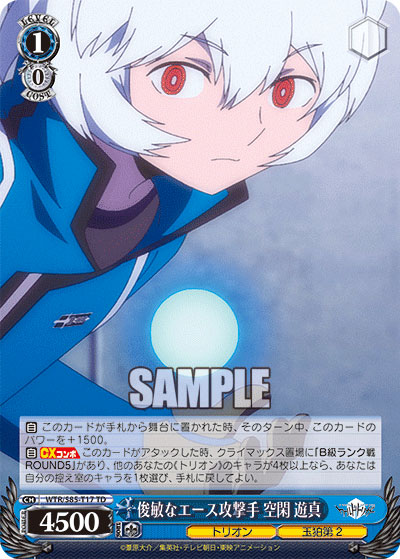 LEVEL
1
0
COST
1
SAMPLE
自 このカードが手札から舞台に置かれた時、そのターン中、このカードの
パワーを+1500。
自 CXコンボ このカードがアタックした時、クライマックス置場に「B級ランク戦
ROUND5」があり、他のあなたの《トリオン》のキャラが4枚以上なら、あなたは
自分の控え室のキャラを1枚選び、手札に戻す。
CH WTR/S85-T17 TD
俊敏なエース攻撃手 空閑 遊真
POWER
4500
トリオン
玉狛第2
©葦原大介/集英社・テレビ朝日・東映アニメーション